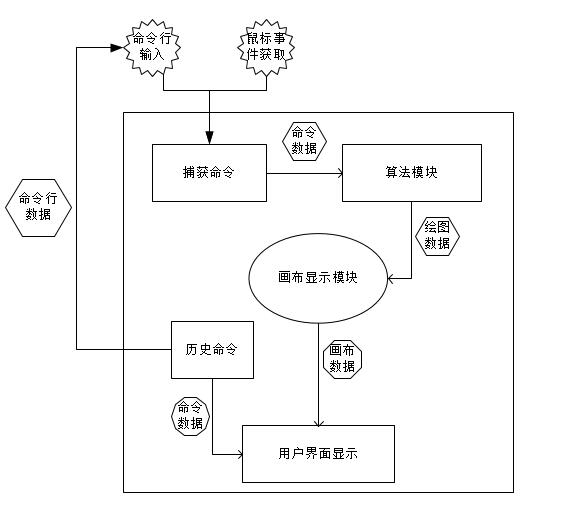 命令行
输入
鼠标事
件获取
命令
数据
捕获命令
算法模块
命令行
数据
绘图
数据
画布显示模块
历史命令
画布
数据
命令
数据
用户界面显示